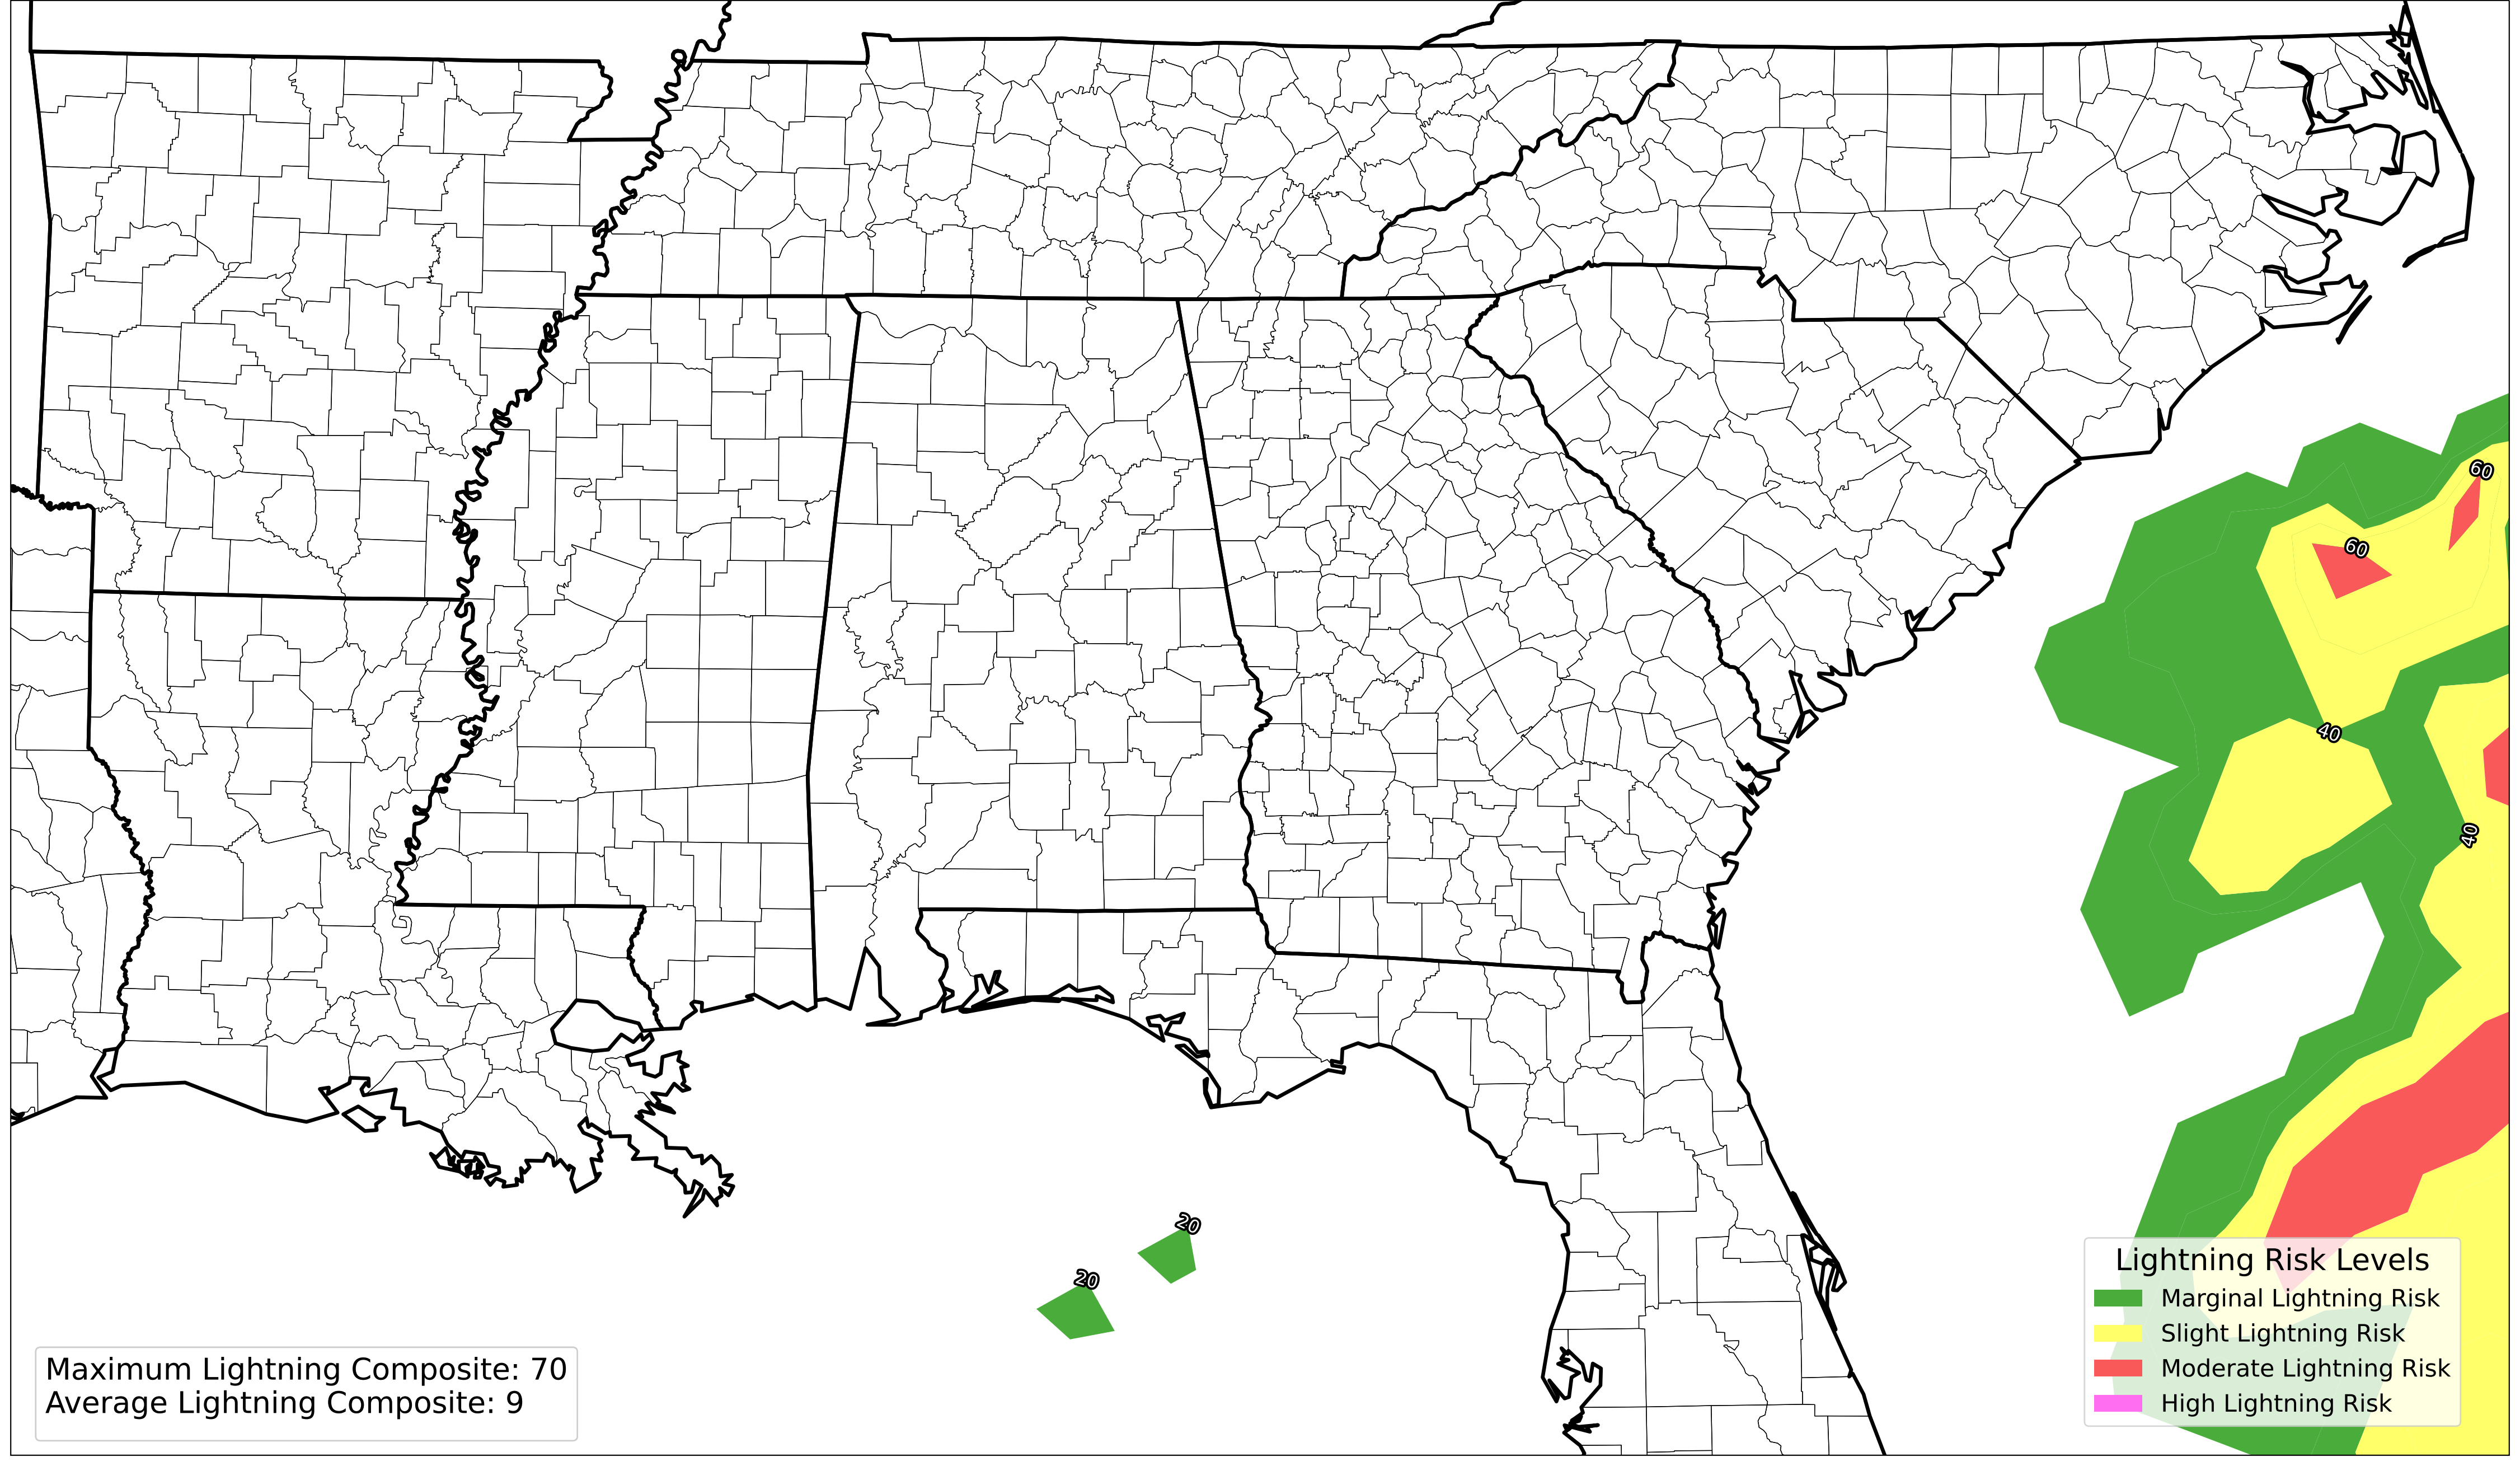 60
60
40
40
20
20
Lightning Risk Levels
Marginal Lightning Risk
Slight Lightning Risk
Moderate Lightning Risk
High Lightning Risk
Maximum Lightning Composite: 70
Average Lightning Composite: 9